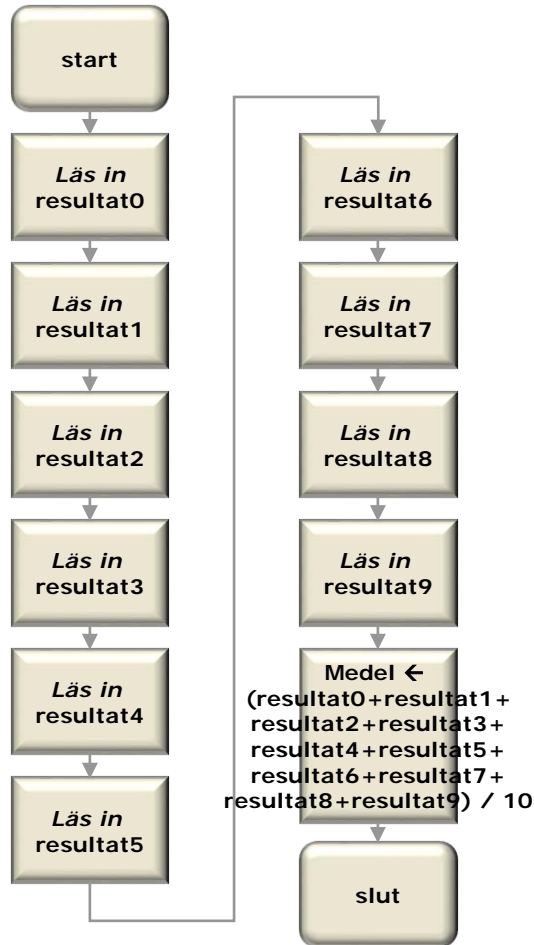 start
Läs in
resultat0
Läs in
resultat1
Läs in
resultat2
Läs in
resultat3
Läs in
resultat4
Läs in
resultat5
Läs in
resultat6
Läs in
resultat7
Läs in
resultat8
Läs in
resultat9
Medel ←
(resultat0+resultat1+
resultat2+resultat3+
resultat4+resultat5+
resultat6+resultat7+
resultat8+resultat9) / 10
slut